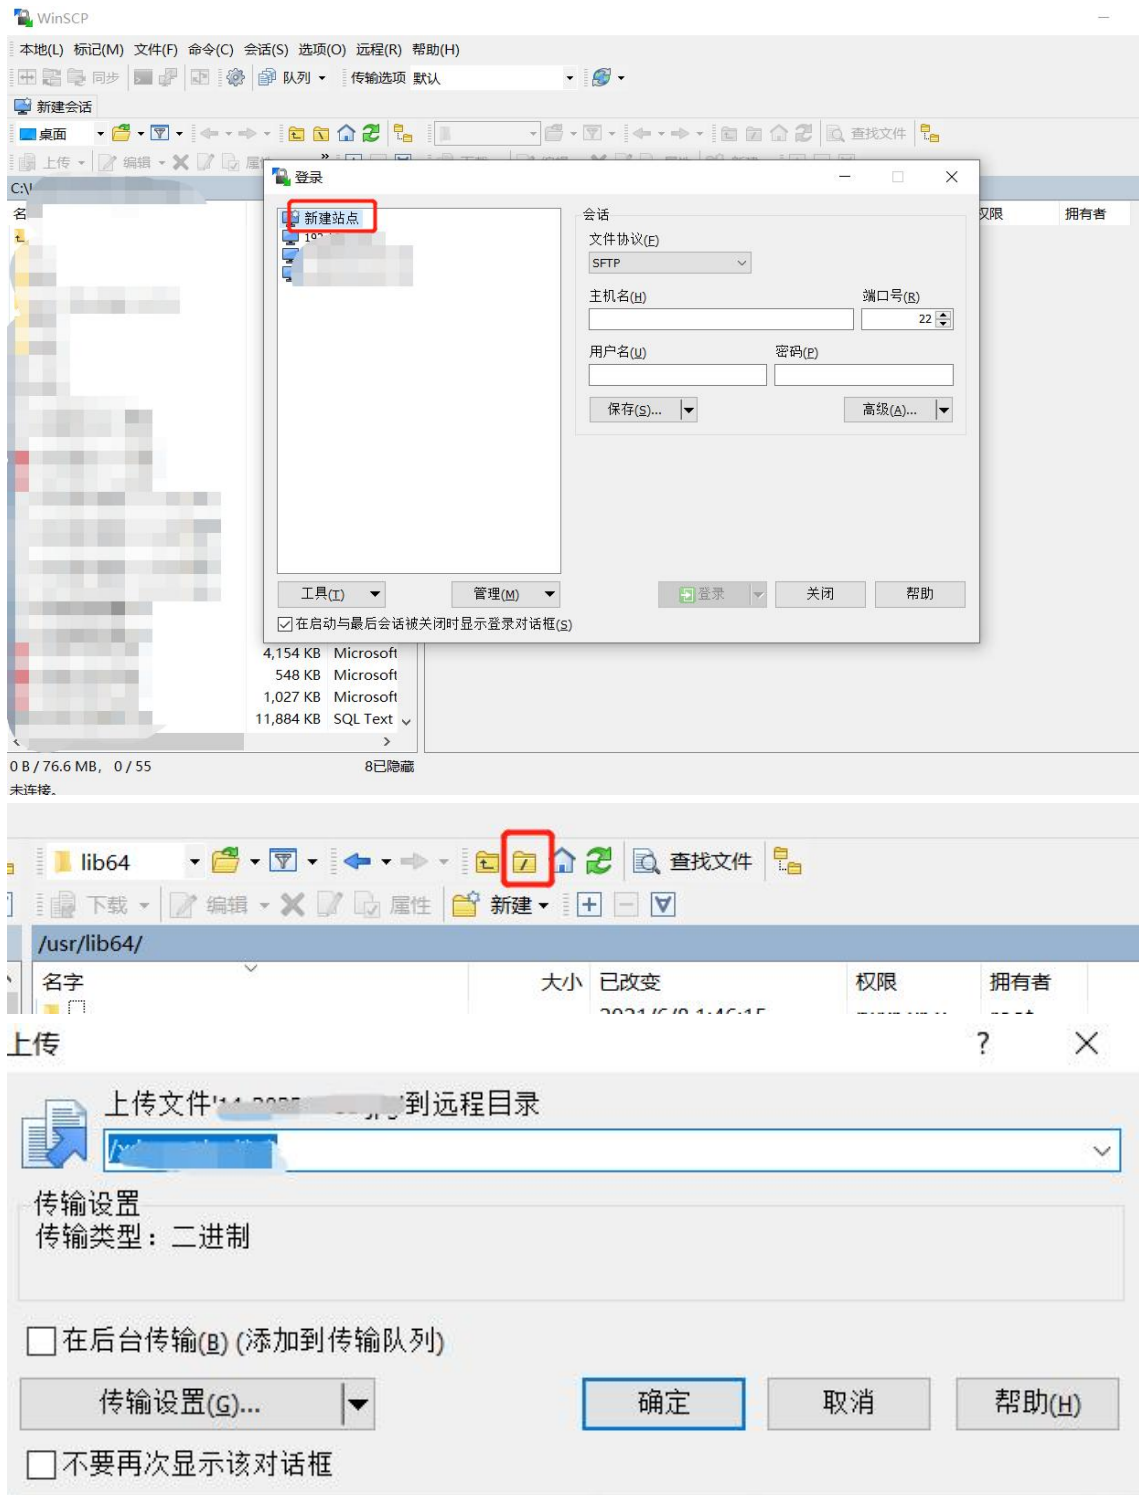 WinSCP
本地(L) 标记(M) 文件(F) 命令(C) 会话(S) 选项(O) 远程(R) 帮助(H)
同步 队列 传输选项 默认
新建会话
桌面 查找文件
上传 编辑
C:\
登录
新建站点
会话
文件协议(F)
SFTP
主机名(H) 端口号(R)
22
用户名(U) 密码(P)
保存(S)... 高级(A)...
权限 拥有者
工具(T) 管理(M) 登录 关闭 帮助
在启动与最后会话被关闭时显示登录对话框(S)
4,154 KB Microsoft
548 KB Microsoft
1,027 KB Microsoft
11,884 KB SQL Text
0 B / 76.6 MB, 0 / 55 8已隐藏
未连接。
lib64 查找文件
下载 编辑 属性 新建
/usr/lib64/
名字 大小 已改变 权限 拥有者
上传 ?
上传文件' 到远程目录
传输设置
传输类型：二进制
在后台传输(B) (添加到传输队列)
传输设置(G)... 确定 取消 帮助(H)
不要再次显示该对话框